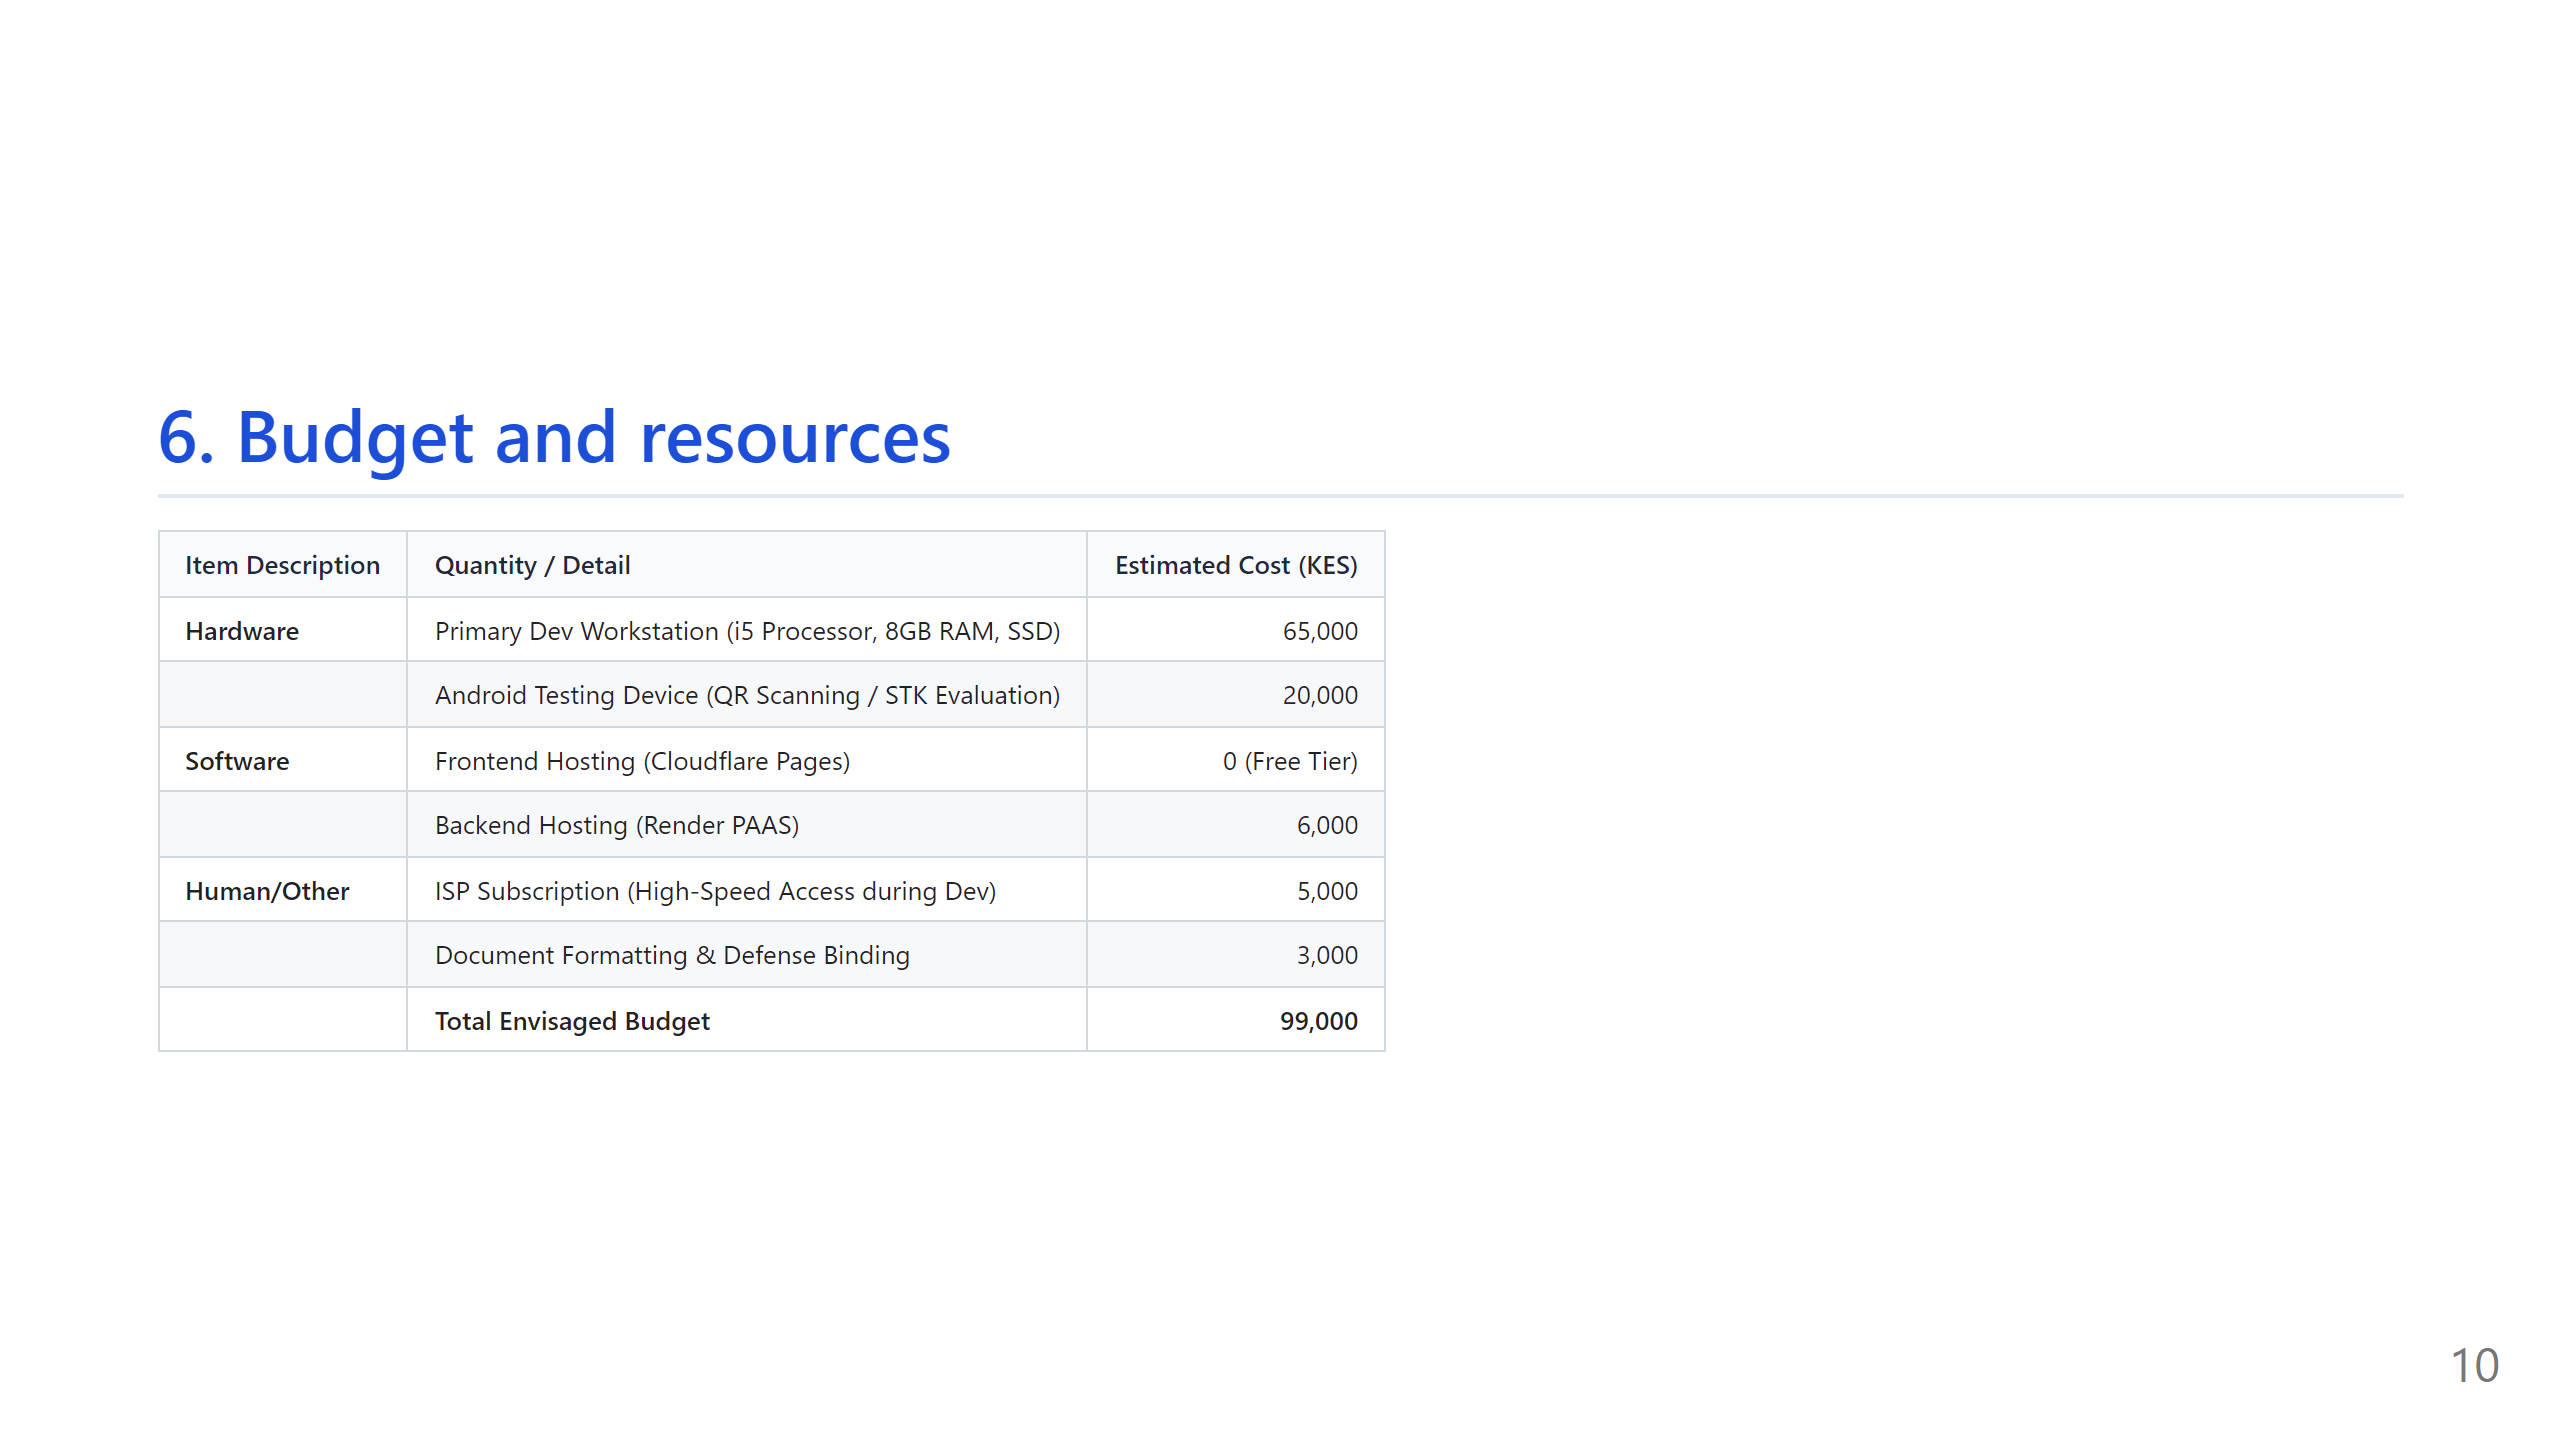 6. Budget and resources
Item Description Quantity / Detail Estimated Cost (KES)
Hardware Primary Dev Workstation (i5 Processor, 8GB RAM, SSD) 65,000
Android Testing Device (QR Scanning / STK Evaluation) 20,000
Software Frontend Hosting (Cloudflare Pages) 0 (Free Tier)
Backend Hosting (Render PAAS) 6,000
Human/Other ISP Subscription (High-Speed Access during Dev) 5,000
Document Formatting & Defense Binding 3,000
Total Envisaged Budget 99,000
10